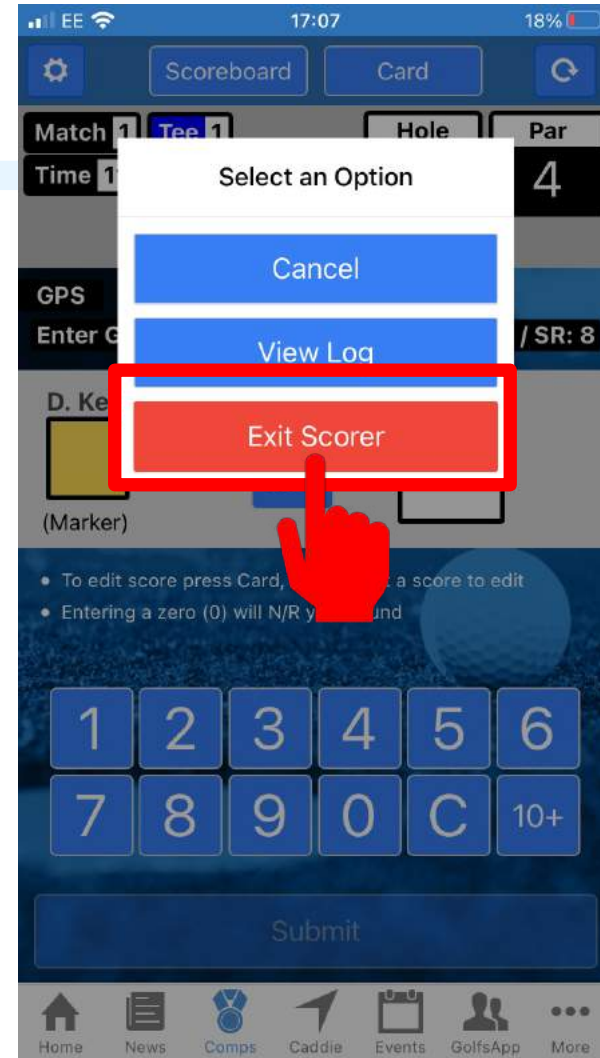 EE 17:07 18%
Scoreboard Card
Match 1 Tee 1 Hole Par
Time 4
Select an Option
Cancel
GPS
Enter / SR: 8
View Log
D. Ke
Exit Scorer
(Marker)
• To edit score press Card, a score to edit
• Entering a zero (0) will N/R
1 2 3 4 5 6
7 8 9 0 C 10+
Submit
Home News Comps Caddie Events GolfsApp More